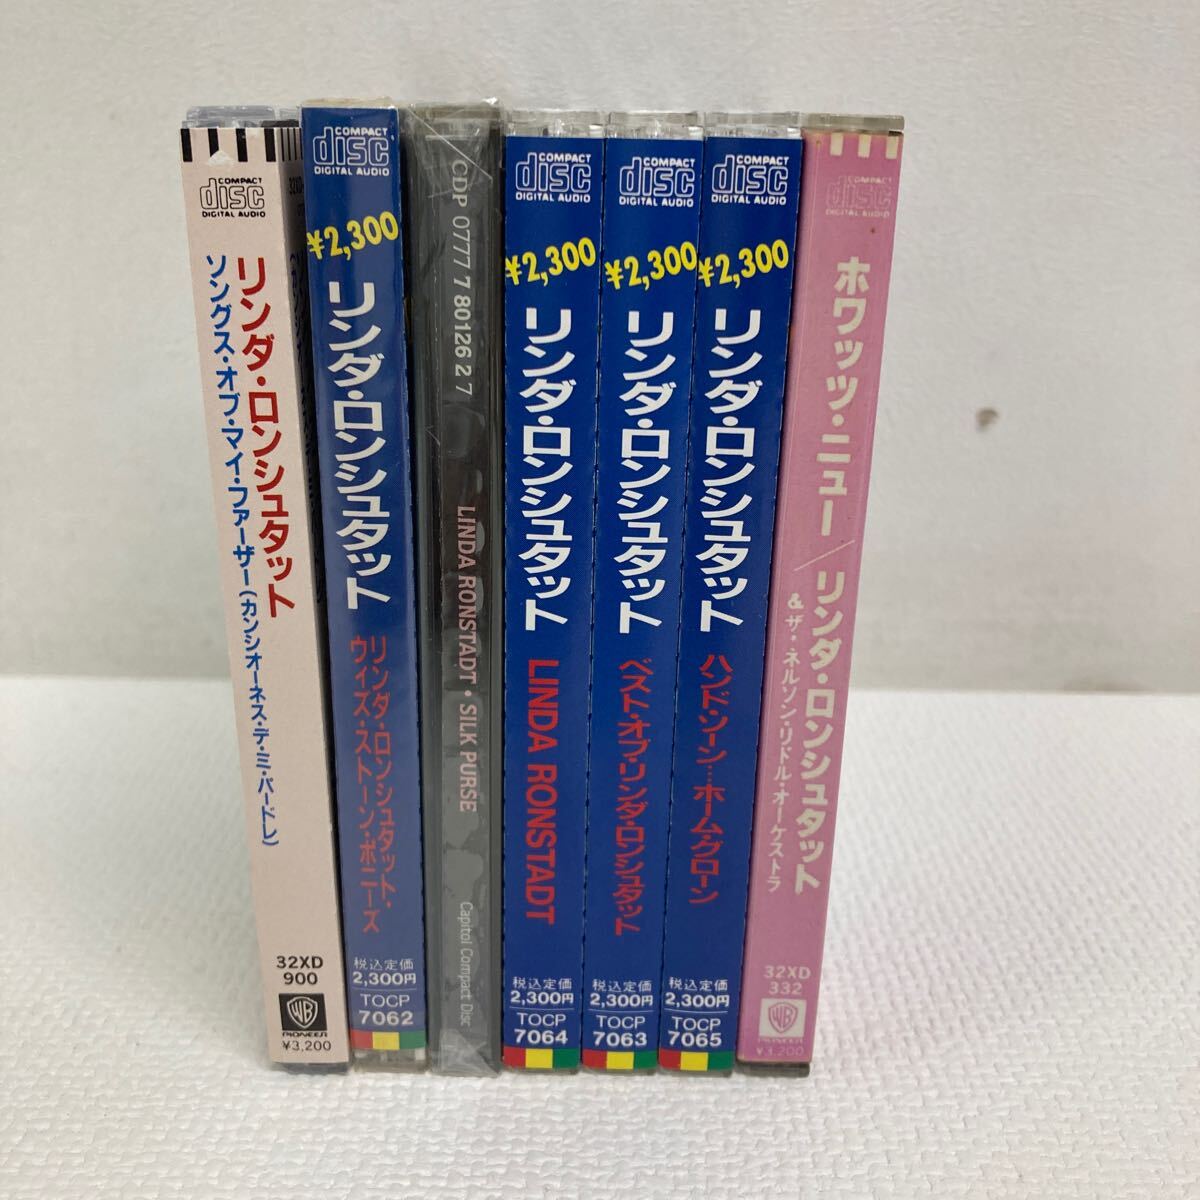 COMPACT
disc
DIGITAL AUDIO
リンダ・ロンシュタット
ソングス・オブ・マイ・ファーザー(カンシオーネス・デ・ミ・パードレ)
32XD
900
WB
PIONEER
¥3,200
COMPACT
disc
DIGITAL AUDIO
¥2,300
リンダ・ロンシュタット
リンダ・ロンシュタット・
ウィズ・ストーン・ポニーズ
税込定価
2,300円
TOCP
7062
CDP 0777 7 80126 2 7
LINDA RONSTADT • SILK PURSE
Capitol Compact Disc
COMPACT
disc
DIGITAL AUDIO
¥2,300
リンダ・ロンシュタット
LINDA RONSTADT
税込定価
2,300円
TOCP
7064
COMPACT
disc
DIGITAL AUDIO
¥2,300
リンダ・ロンシュタット
ベスト・オブ・リンダ・ロンシュタット
税込定価
2,300円
TOCP
7063
COMPACT
disc
DIGITAL AUDIO
¥2,300
リンダ・ロンシュタット
ハンド・ソーン…ホーム・グローン
税込定価
2,300円
TOCP
7065
COMPACT
disc
DIGITAL AUDIO
ホワッツ・ニュー/リンダ・ロンシュタット
&ザ・ネルソン・リドル・オーケストラ
32XD
332
WB
PIONEER
¥3,200